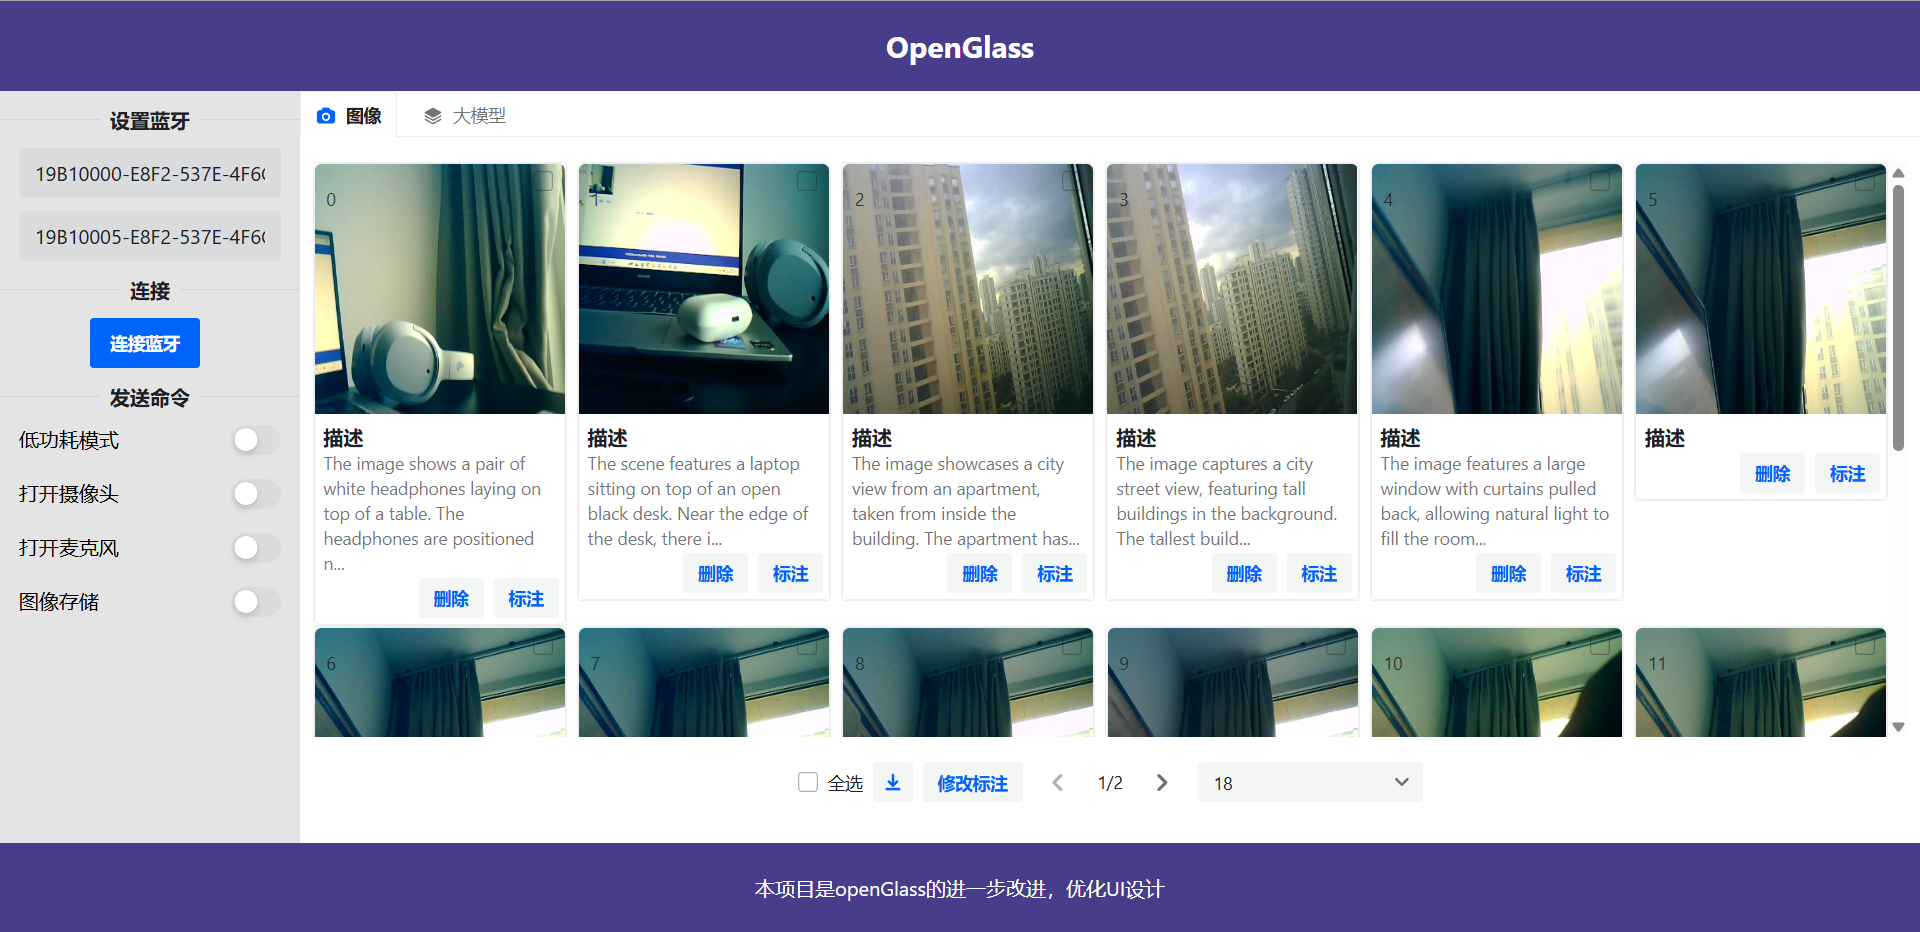 OpenGlass
设置蓝牙
19B10000-E8F2-537E-4F6
19B10005-E8F2-537E-4F6
连接
连接蓝牙
发送命令
低功耗模式
打开摄像头
打开麦克风
图像存储
图像
大模型
0
描述
The image shows a pair of
white headphones laying on
top of a table. The
headphones are positioned
n...
删除
标注
1
描述
The scene features a laptop
sitting on top of an open
black desk. Near the edge of
the desk, there i...
删除
标注
2
描述
The image showcases a city
view from an apartment,
taken from inside the
building. The apartment has...
删除
标注
3
描述
The image captures a city
street view, featuring tall
buildings in the background.
The tallest build...
删除
标注
4
描述
The image features a large
window with curtains pulled
back, allowing natural light to
fill the room...
删除
标注
5
描述
删除
标注
6
7
8
9
10
11
全选
修改标注
1/2
18
本项目是openGlass的进一步改进，优化UI设计